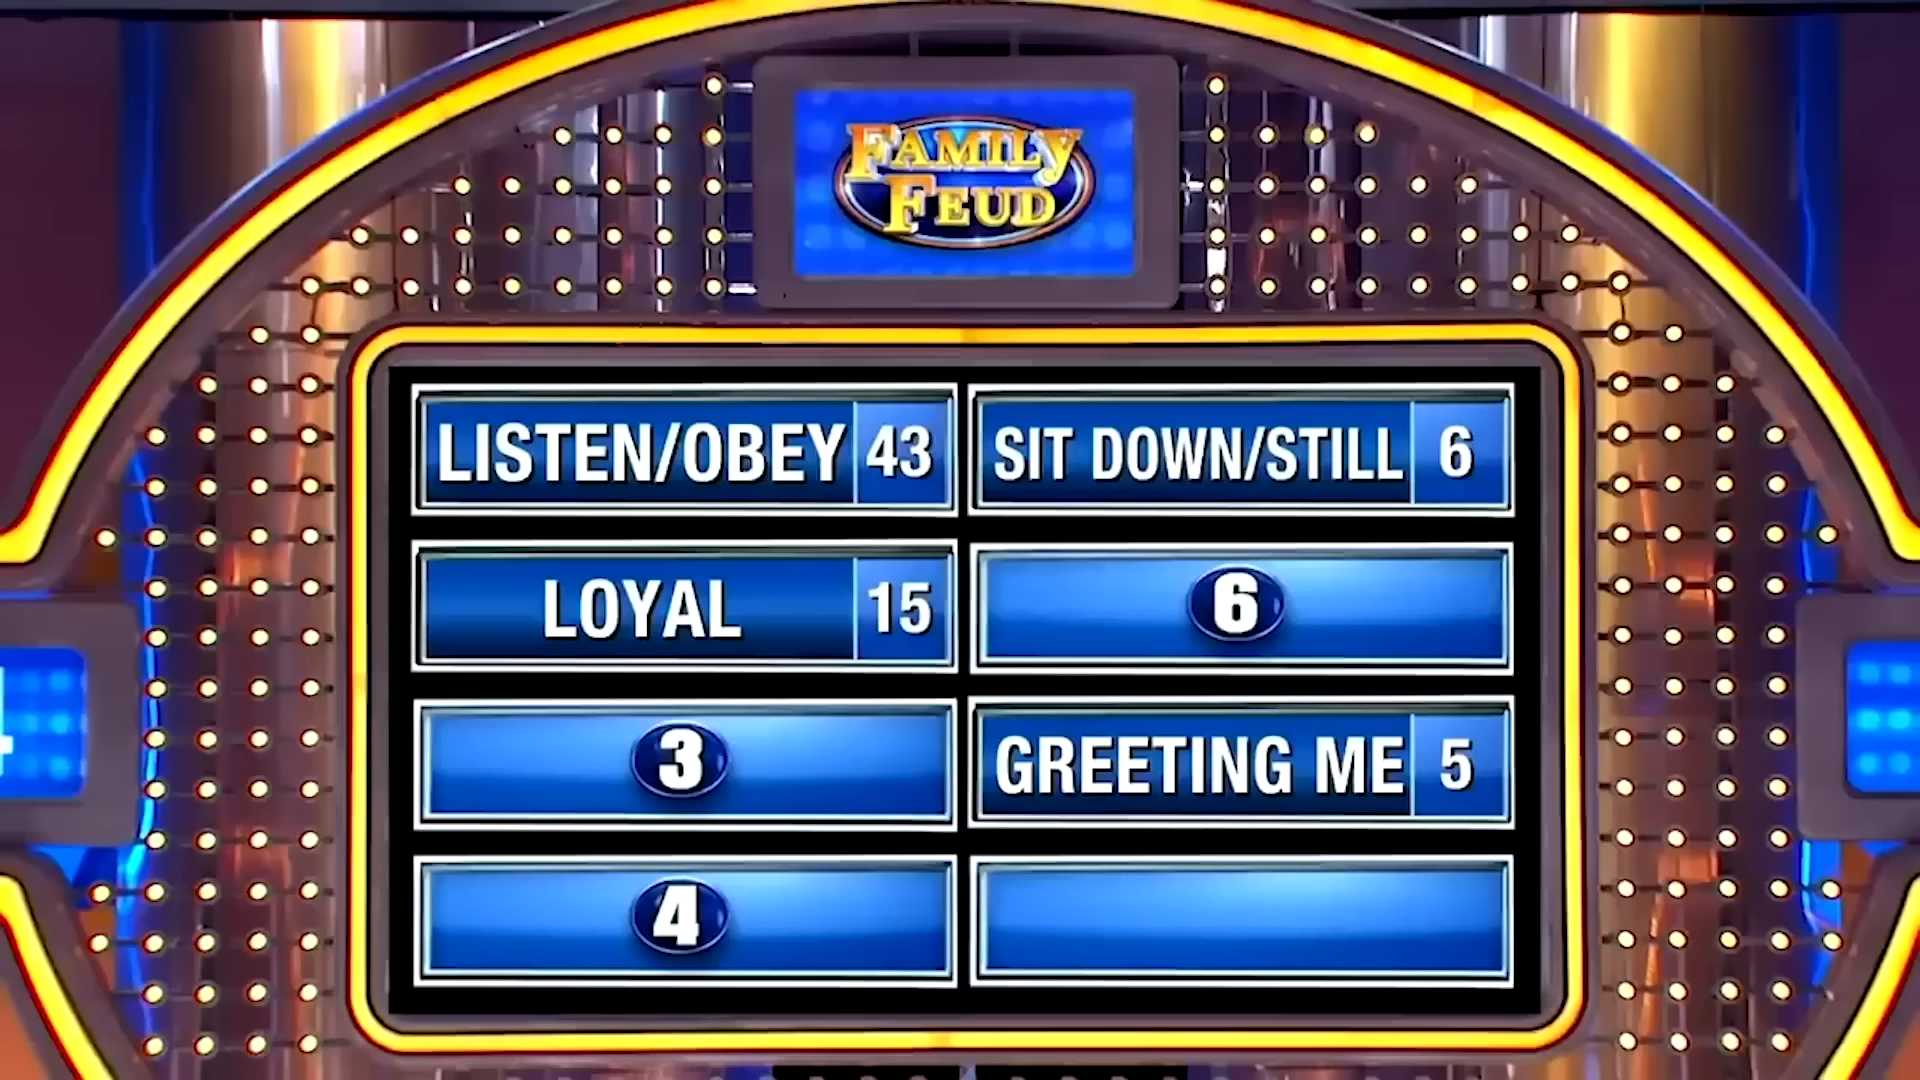 FAMILY
FEUD
LISTEN/OBEY 43
SIT DOWN/STILL 6
LOYAL 15
6
3
GREETING ME 5
4